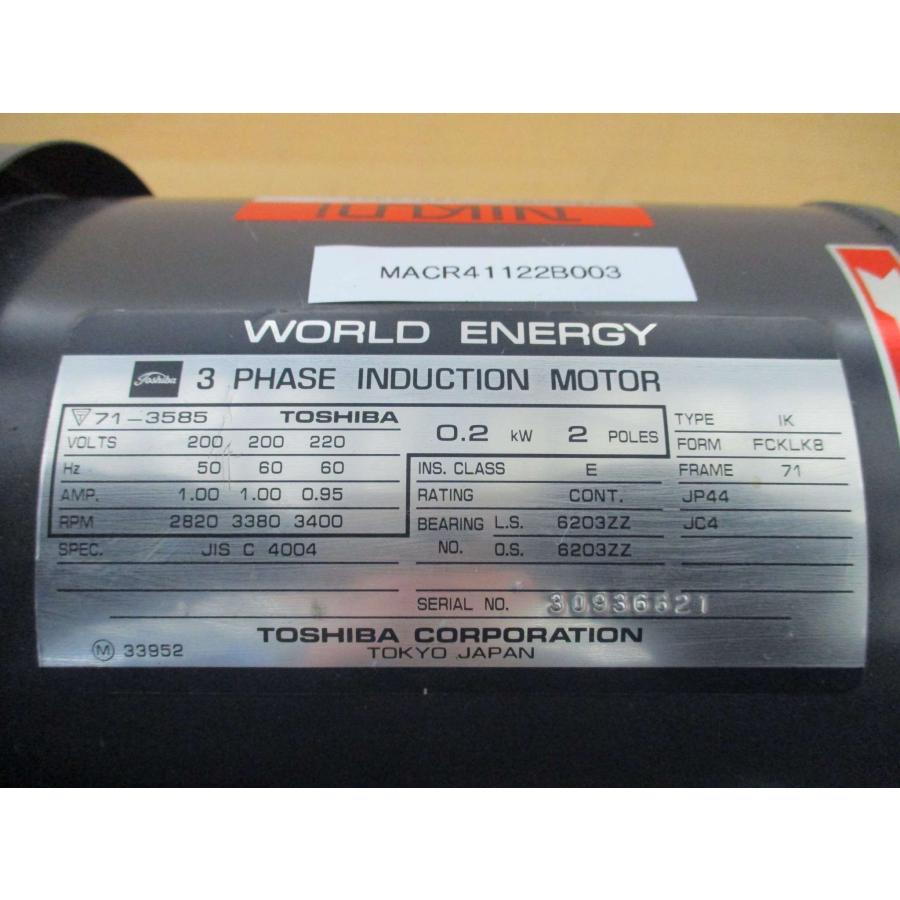 NIKUNI
MACR41122B003
WORLD ENERGY
Toshiba 3 PHASE INDUCTION MOTOR
T 71-3585 TOSHIBA 0.2 kW 2 POLES TYPE IK
VOLTS 200 200 220 FORM FCKLK8
Hz 50 60 60 INS. CLASS E FRAME 71
AMP. 1.00 1.00 0.95 RATING CONT. JP44
RPM 2820 3380 3400 BEARING L.S. 6203ZZ JC4
SPEC. JIS C 4004 NO. O.S. 6203ZZ
SERIAL NO. 30936621
TOSHIBA CORPORATION
M 33952 TOKYO JAPAN